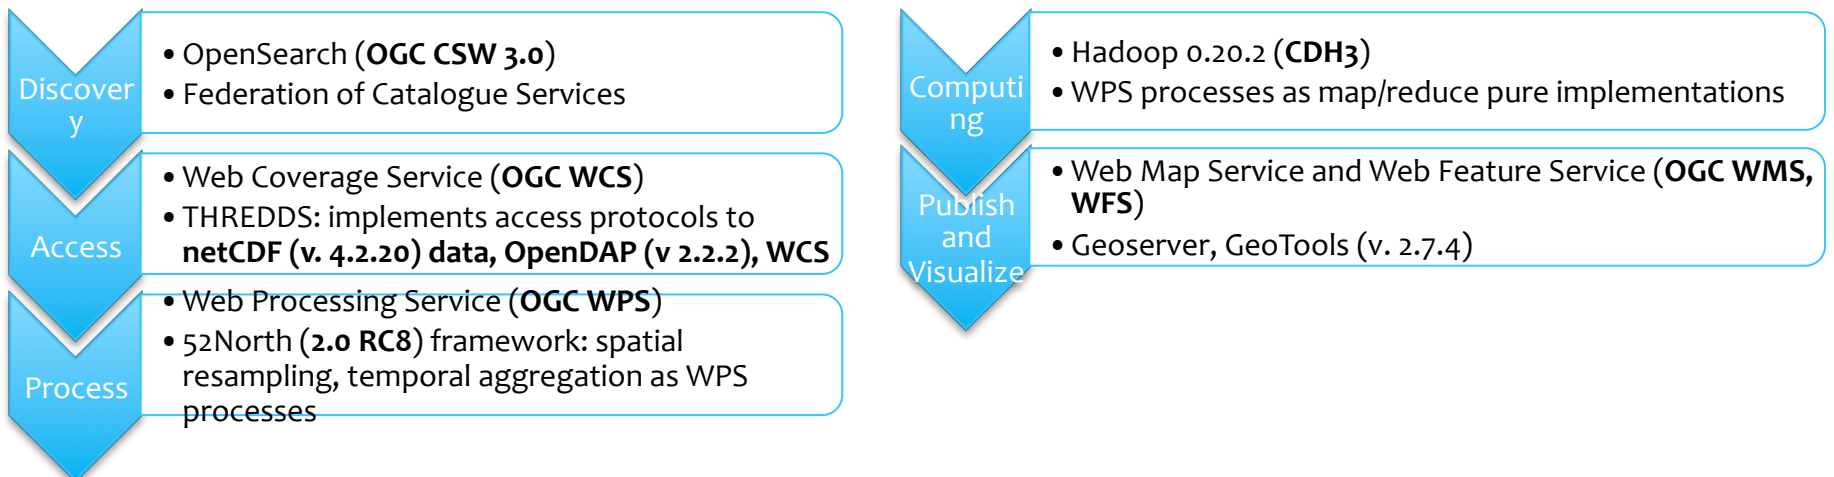 Discover
y
• OpenSearch (OGC CSW 3.0)
• Federation of Catalogue Services
Access
• Web Coverage Service (OGC WCS)
• THREDDS: implements access protocols to
netCDF (v. 4.2.20) data, OpenDAP (v 2.2.2), WCS
Process
• Web Processing Service (OGC WPS)
• 52North (2.0 RC8) framework: spatial
resampling, temporal aggregation as WPS
processes
Computi
ng
• Hadoop 0.20.2 (CDH3)
• WPS processes as map/reduce pure implementations
Publish
and
Visualize
• Web Map Service and Web Feature Service (OGC WMS,
WFS)
• Geoserver, GeoTools (v. 2.7.4)